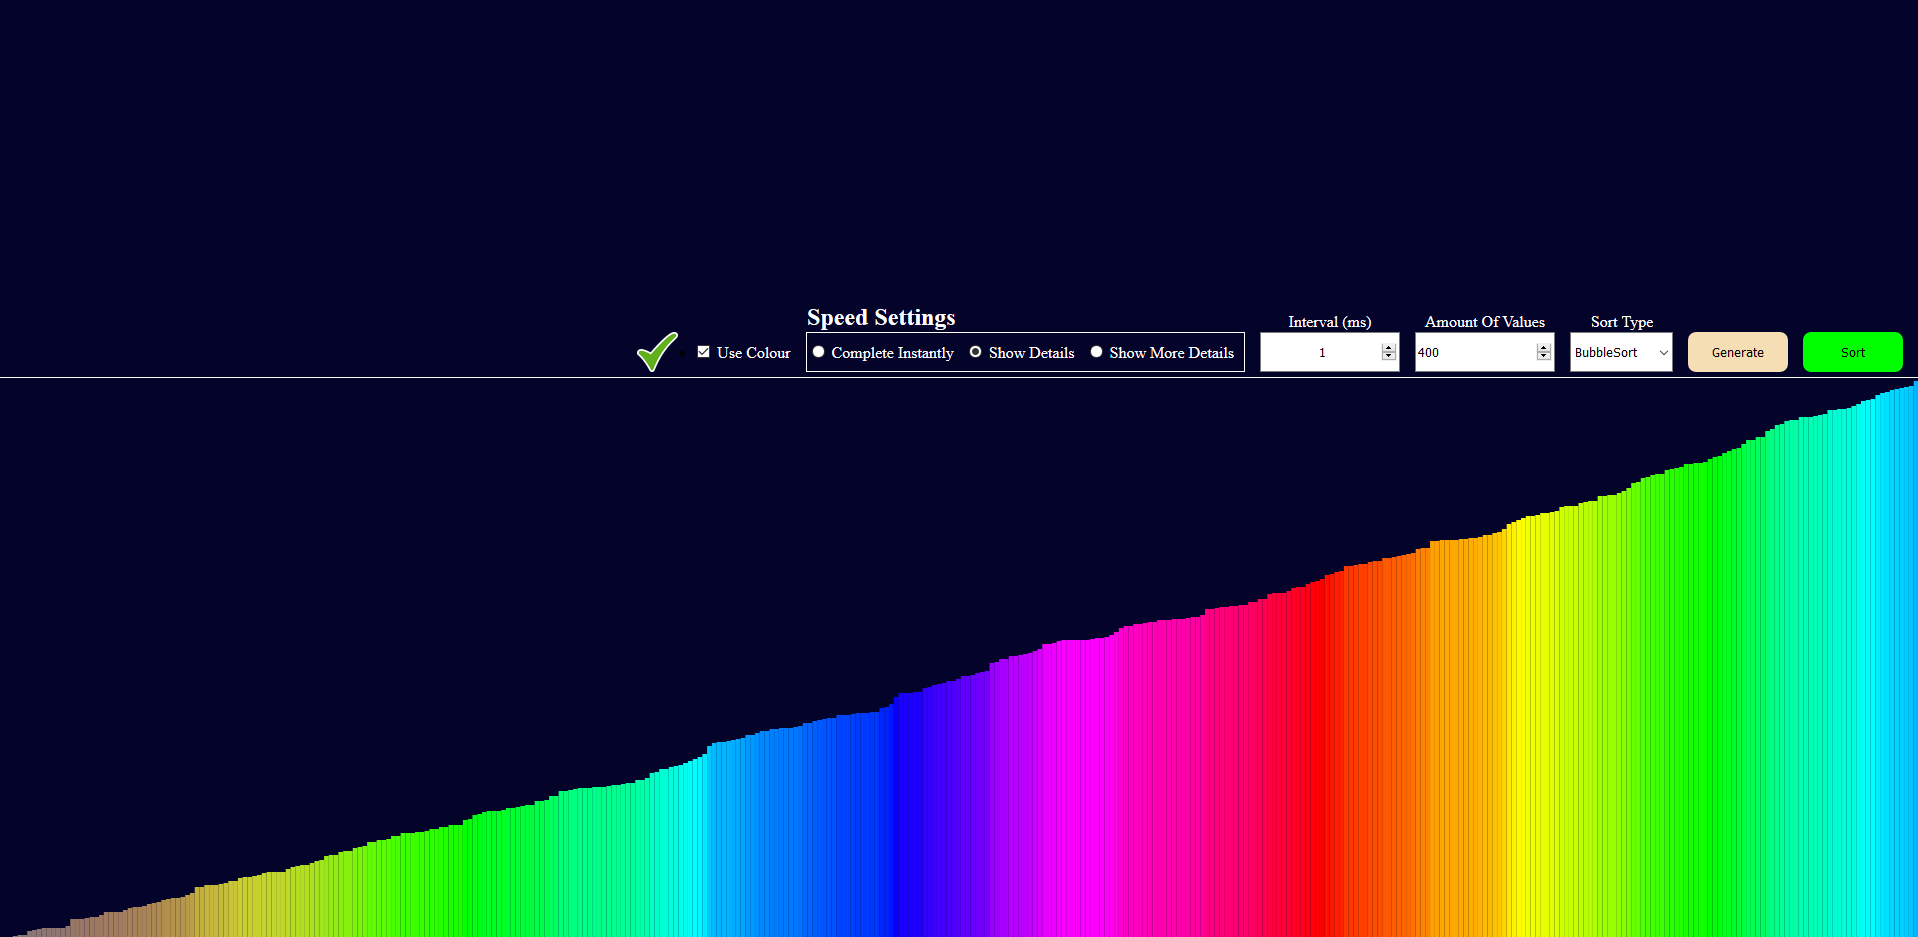 Speed Settings
Interval (ms) Amount Of Values Sort Type
Use Colour Complete Instantly Show Details Show More Details 1 400 BubbleSort Generate Sort